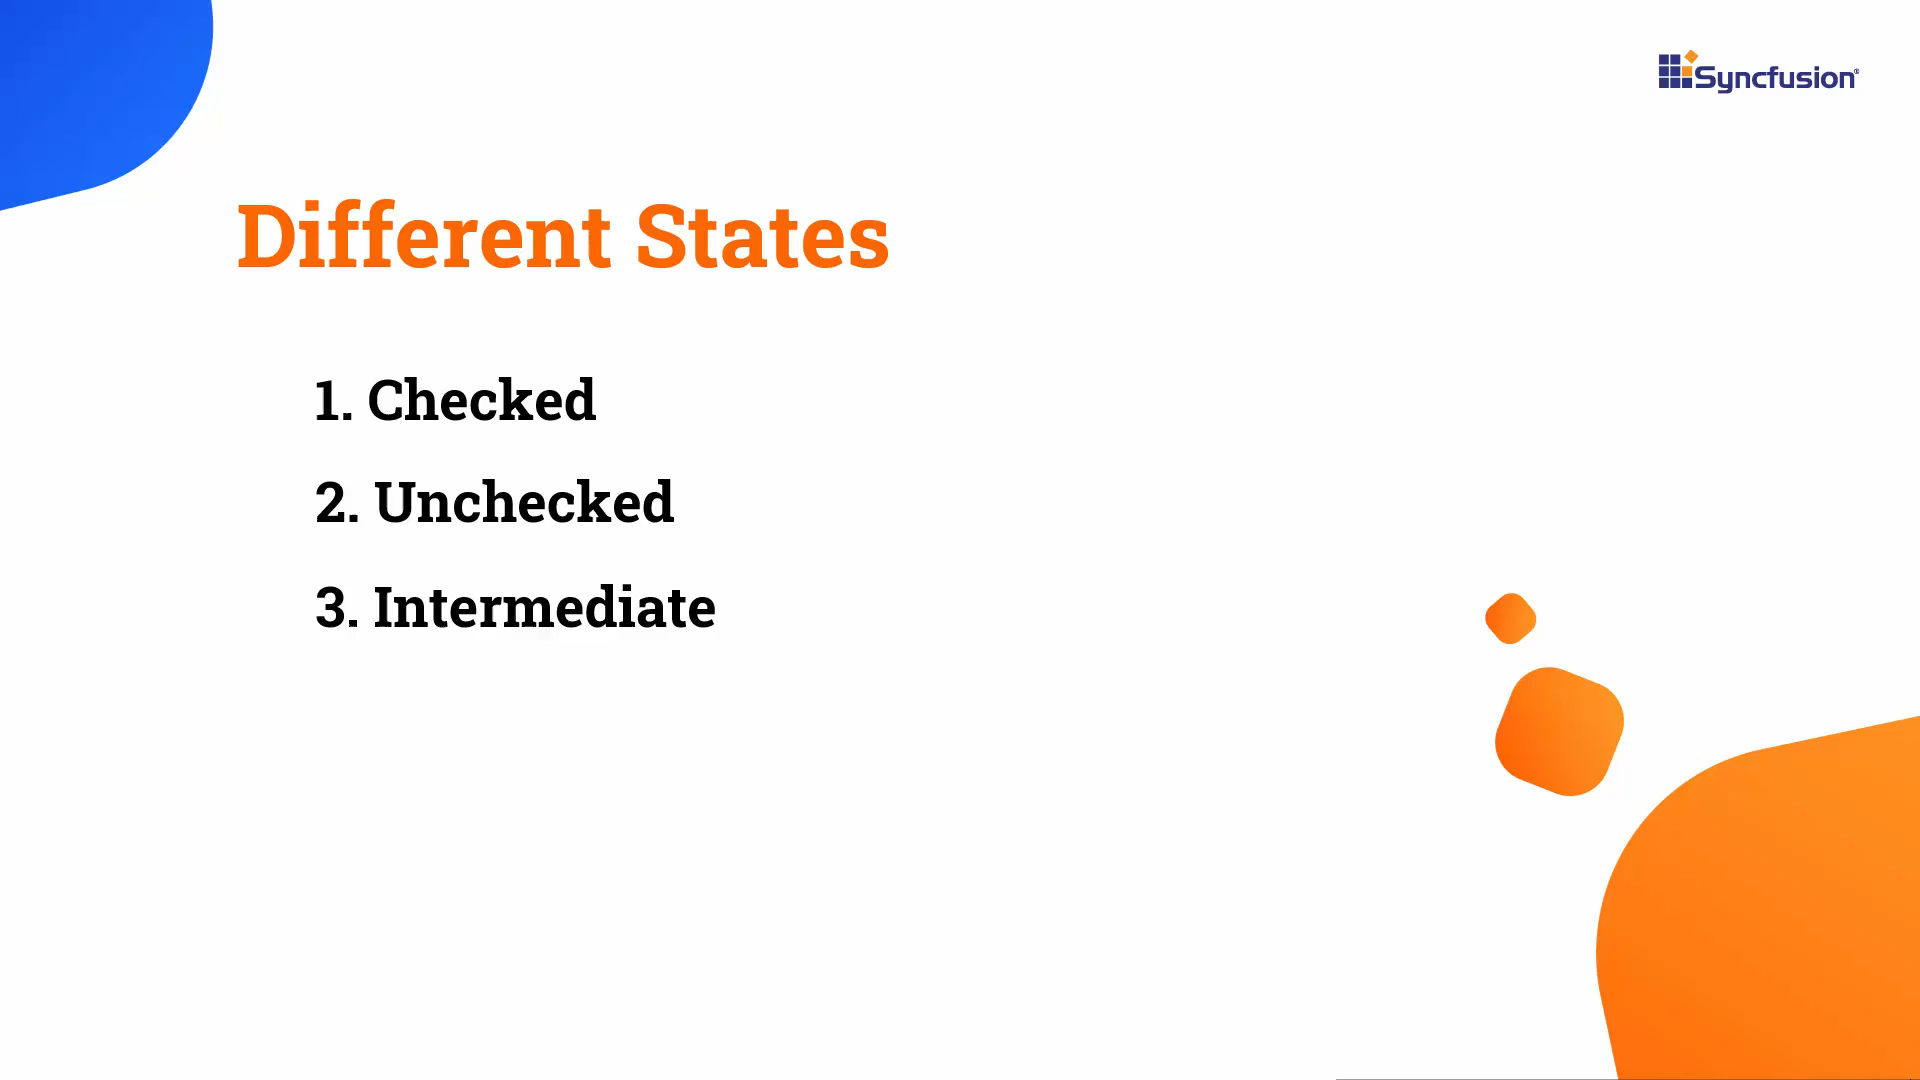 Syncfusion®
Different States
1. Checked
2. Unchecked
3. Intermediate